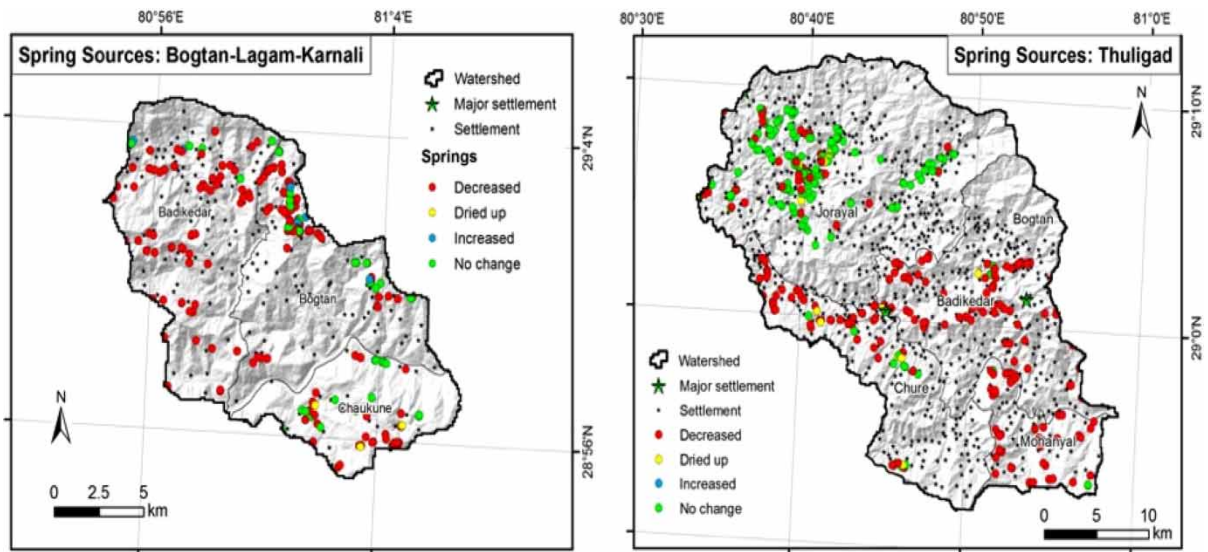 80°56'E
81°4'E
Spring Sources: Bogtan-Lagam-Karnali
Watershed
Major settlement
Settlement
Springs
Decreased
Dried up
Increased
No change
Badikedar
Bogtan
Chaukune
N
0 2.5 5
km
29°4'N
28°56'N
80°30'E
80°40'E
80°50'E
81°0'E
Spring Sources: Thuligad
N
Jorayal
Bogtan
Badikedar
Chure
Mohanyal
Watershed
Major settlement
Settlement
Decreased
Dried up
Increased
No change
0 5 10
km
29°10'N
29°0'N